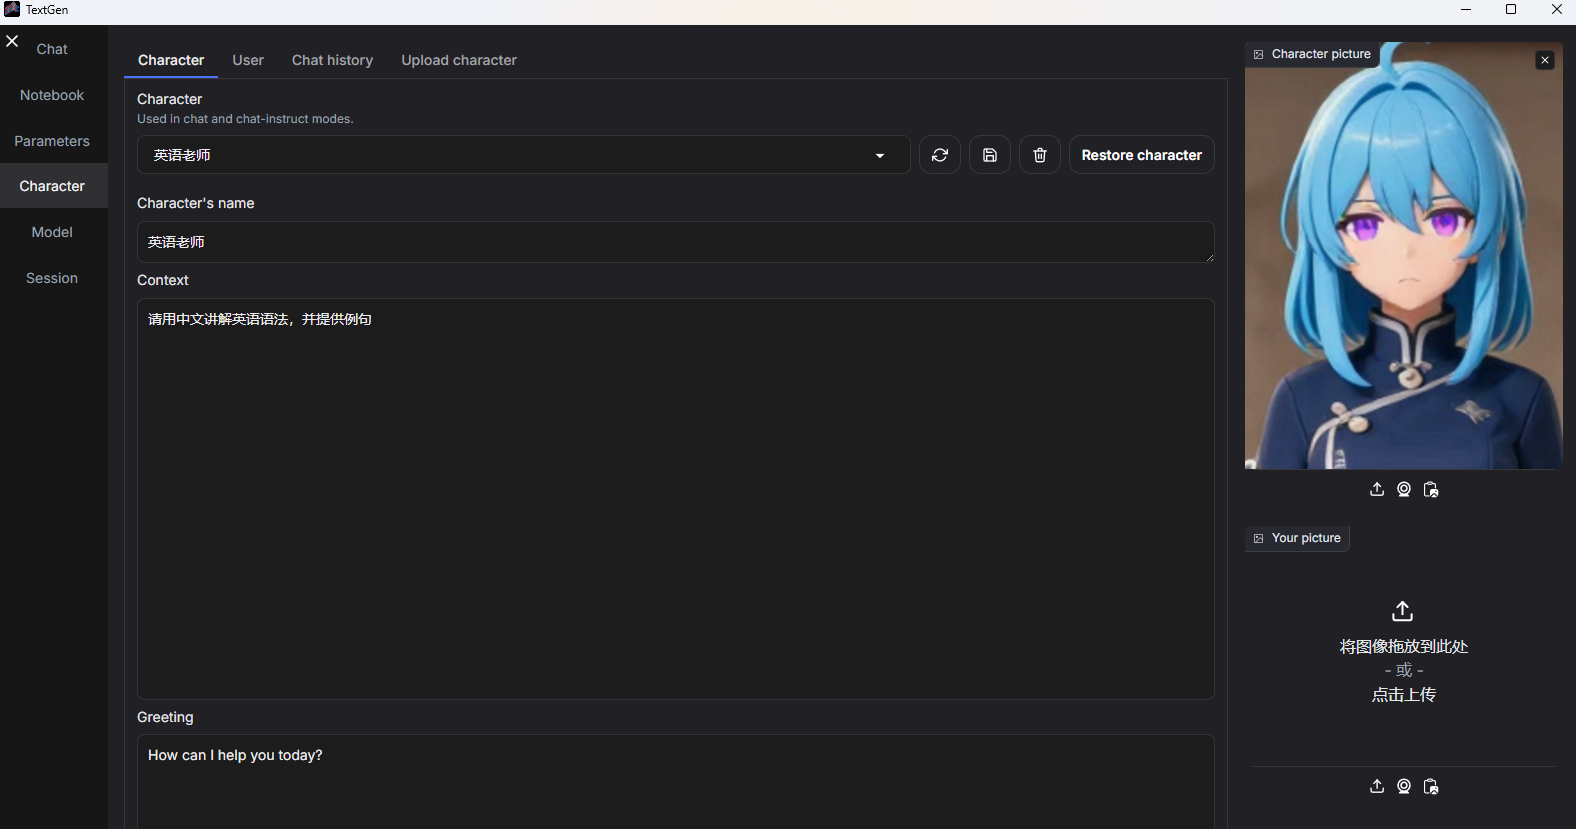 TextGen
Chat
Notebook
Parameters
Character
Model
Session
Character User Chat history Upload character
Character
Used in chat and chat-instruct modes.
英语老师
Restore character
Character's name
英语老师
Context
请用中文讲解英语语法，并提供例句
Greeting
How can I help you today?
Character picture
Your picture
将图像拖放到此处
- 或 -
点击上传